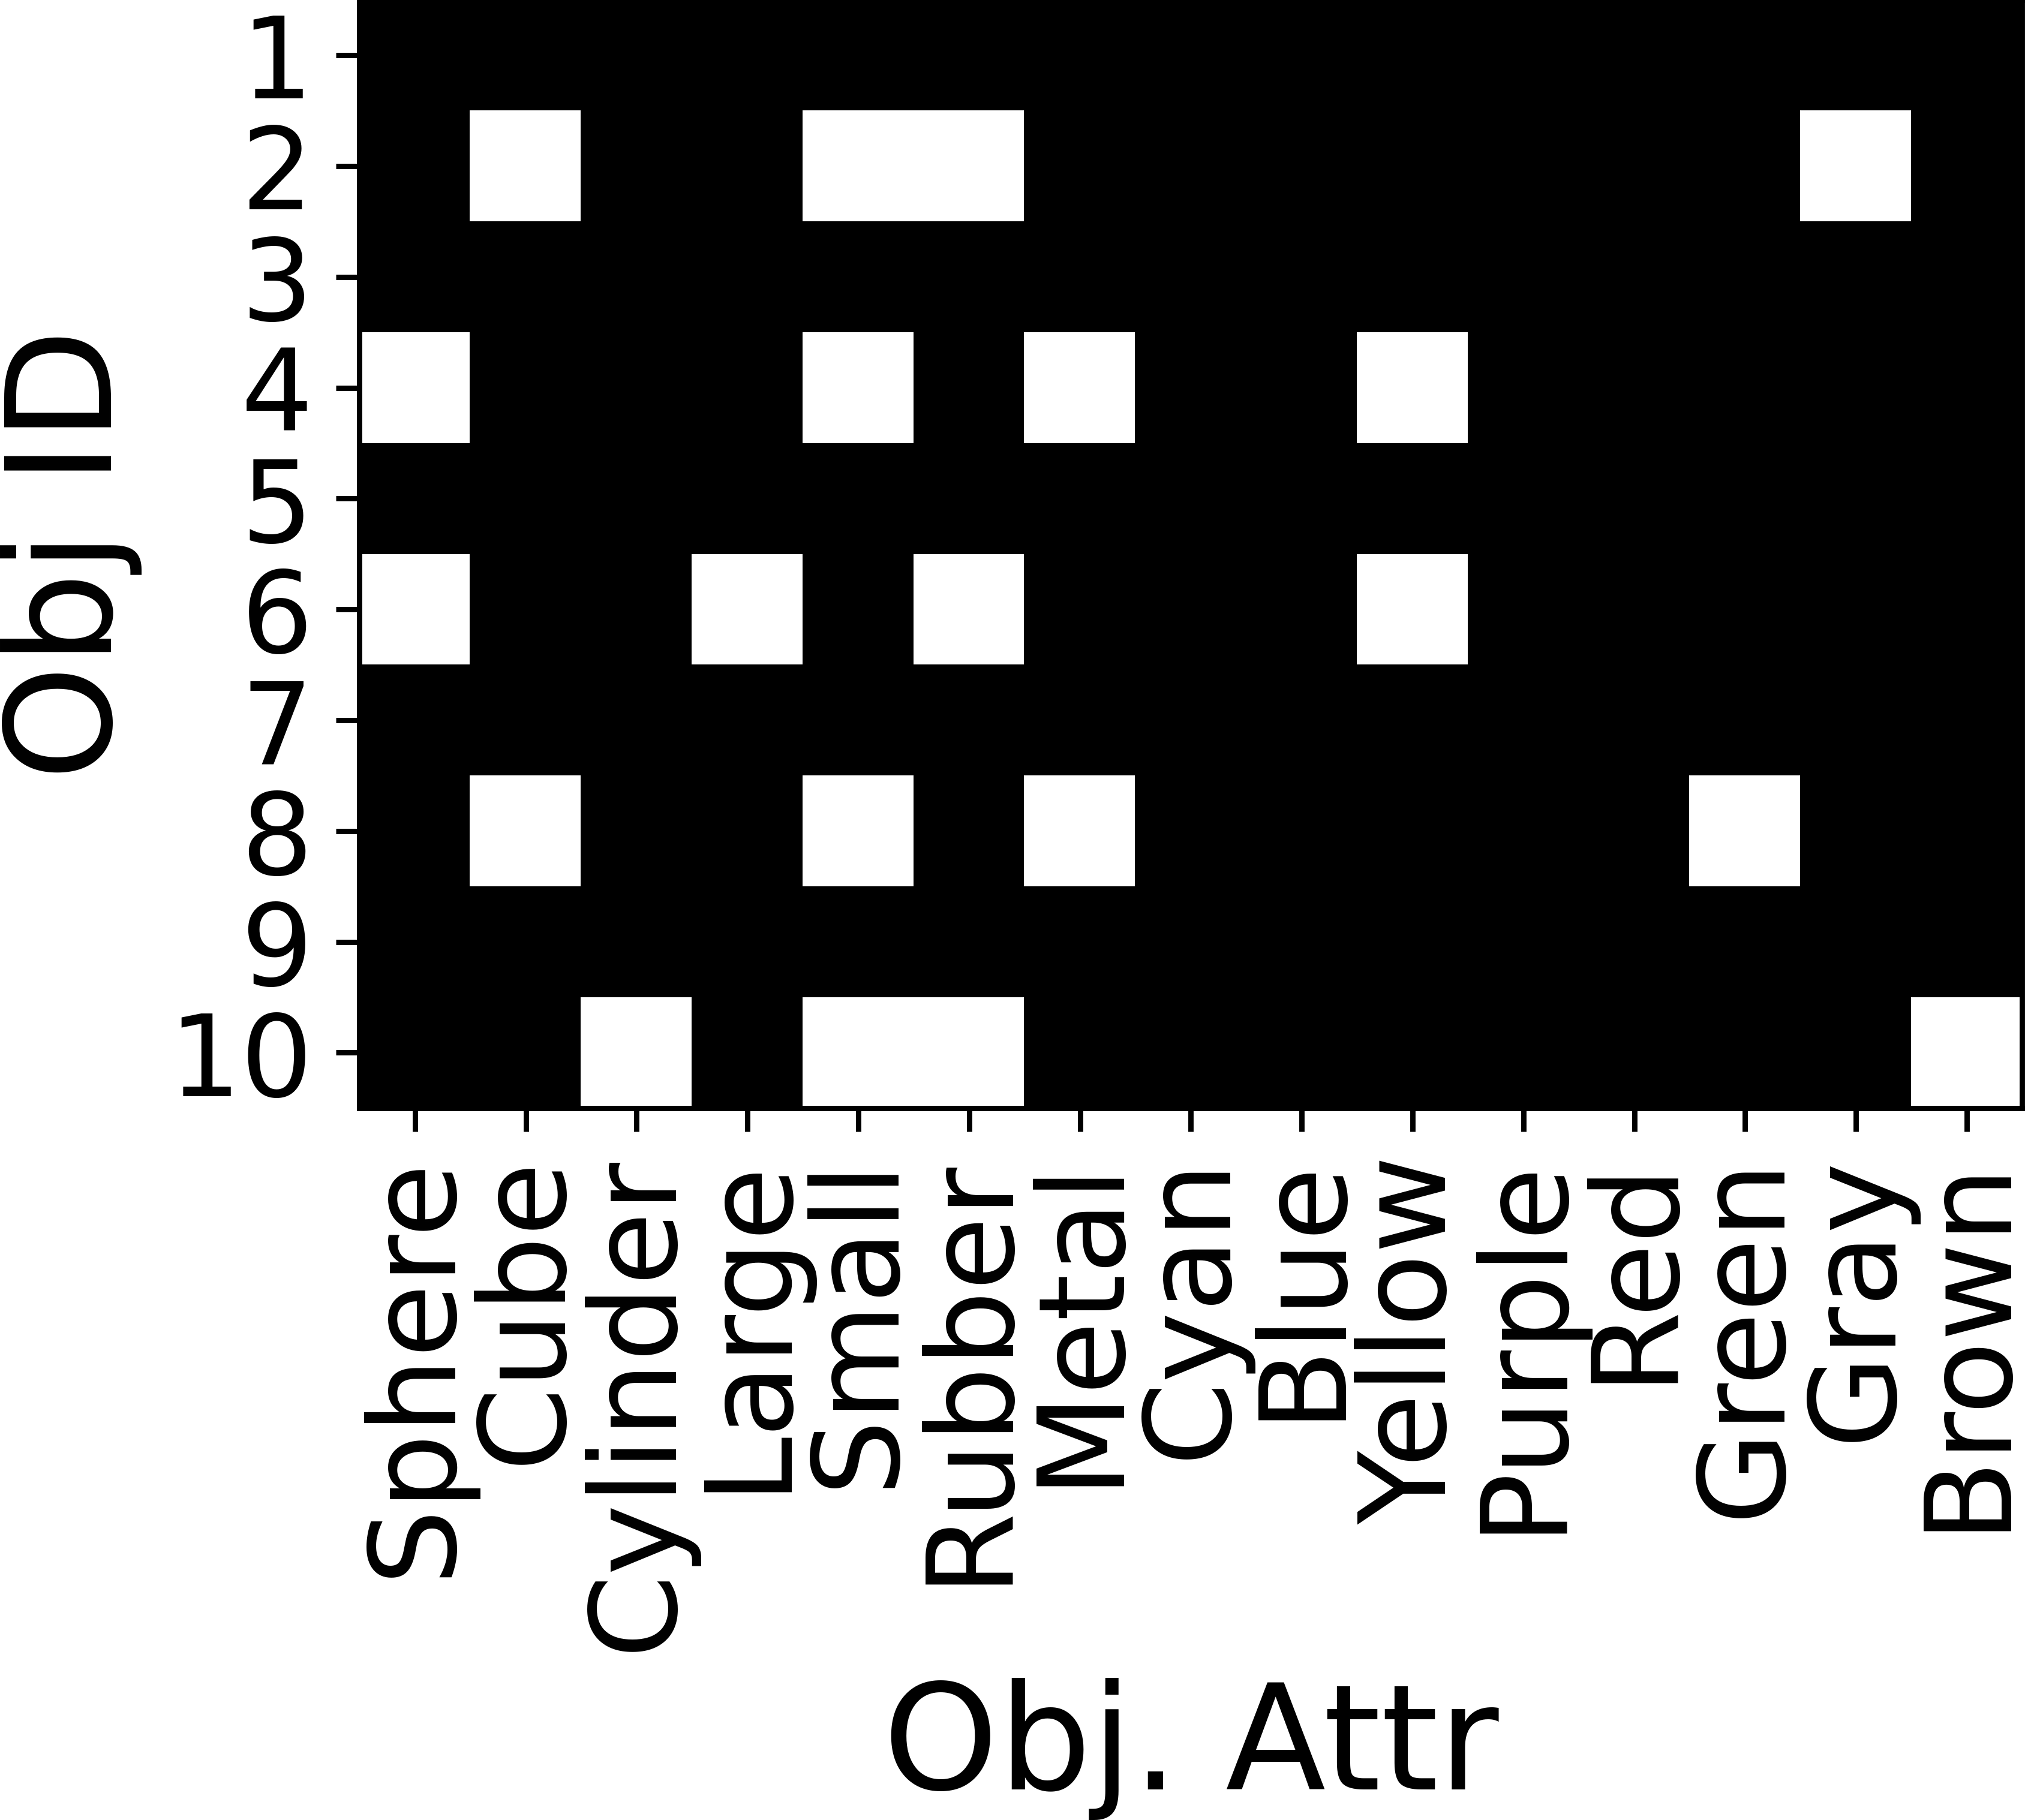 Obj ID
1
2
3
4
5
6
7
8
9
10
Sphere
Cube
Cylinder
Large
Small
Rubber
Metal
Cyan
Blue
Yellow
Purple
Red
Green
Gray
Brown
Obj. Attr